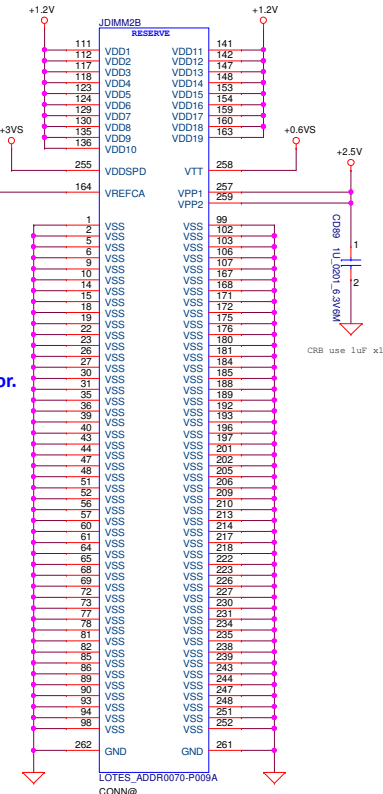 +1.2V +1.2V
JDIMM2B
RESERVE
111 VDD1 VDD11 141
112 VDD2 VDD12 142
117 VDD3 VDD13 147
118 VDD4 VDD14 148
123 VDD5 VDD15 153
124 VDD6 VDD16 154
129 VDD7 VDD17 159
130 VDD8 VDD18 160
135 VDD9 VDD19 163
136 VDD10
+3VS +0.6VS
255 VDDSPD VTT 258
+2.5V
164 VREFCA VPP1 257
VPP2 259
1 VSS VSS 99
2 VSS VSS 102
5 VSS VSS 103
6 VSS VSS 106
9 VSS VSS 107
10 VSS VSS 167
14 VSS VSS 168
15 VSS VSS 171
18 VSS VSS 172
19 VSS VSS 175
22 VSS VSS 176
23 VSS VSS 180
26 VSS VSS 181
27 VSS VSS 184
30 VSS VSS 185
31 VSS VSS 188
35 VSS VSS 189
36 VSS VSS 192
39 VSS VSS 193
40 VSS VSS 196
43 VSS VSS 197
44 VSS VSS 201
47 VSS VSS 202
48 VSS VSS 205
51 VSS VSS 206
52 VSS VSS 209
56 VSS VSS 210
57 VSS VSS 213
60 VSS VSS 214
61 VSS VSS 217
64 VSS VSS 218
65 VSS VSS 222
68 VSS VSS 223
69 VSS VSS 226
72 VSS VSS 227
73 VSS VSS 230
77 VSS VSS 231
78 VSS VSS 234
81 VSS VSS 235
82 VSS VSS 238
85 VSS VSS 239
86 VSS VSS 243
89 VSS VSS 244
90 VSS VSS 247
93 VSS VSS 248
94 VSS VSS 251
98 VSS VSS 252
262 GND GND 261
LOTES_ADDR0070-P009A
CONN@
or.
CD89
1U_0201_6.3V6M
1
2
CRB use 1uF x1